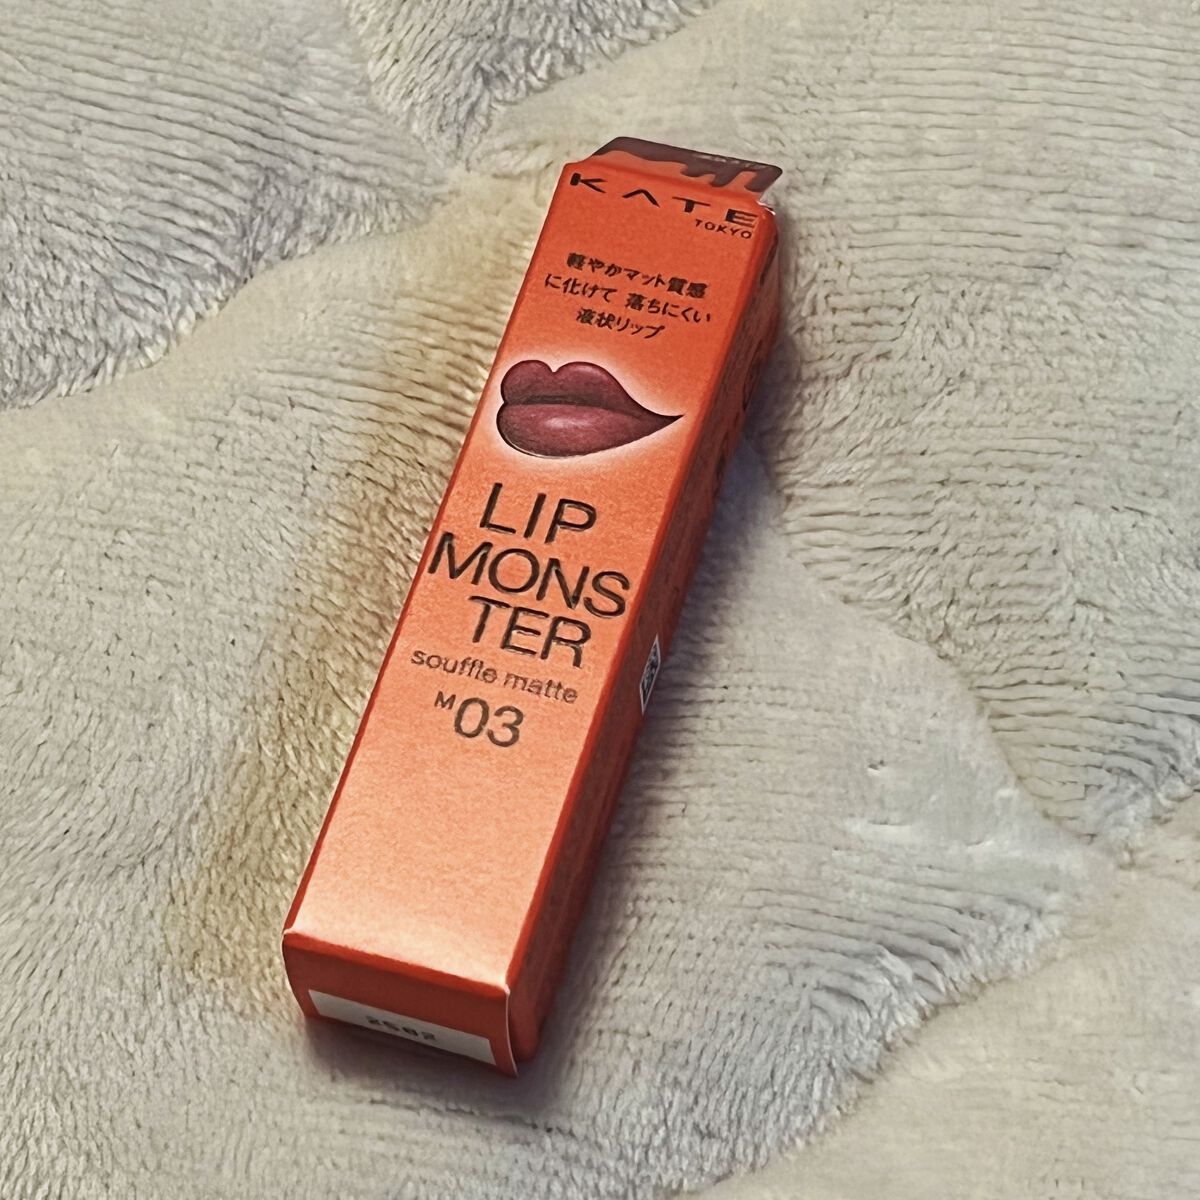 KATE
TOKYO
軽やかマット質感
に化けて 落ちにくい
液状リップ
LIP
MONS
TER
souffle matte
M03
2582